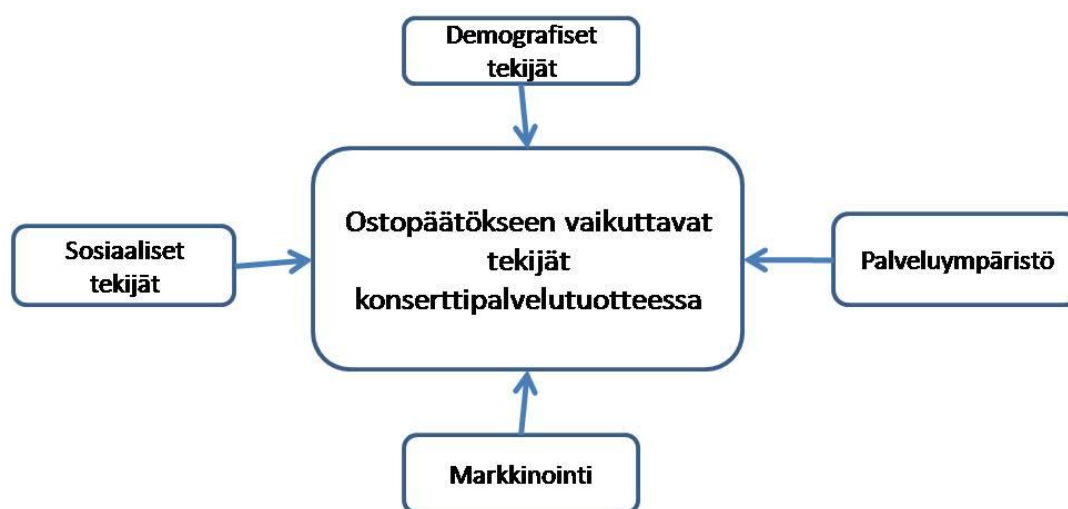 Demografiset
tekijät
Ostopäätökseen vaikuttavat
tekijät
konserttipalvelutuotteessa
Sosiaaliset
tekijät
Palveluympäristö
Markkinointi